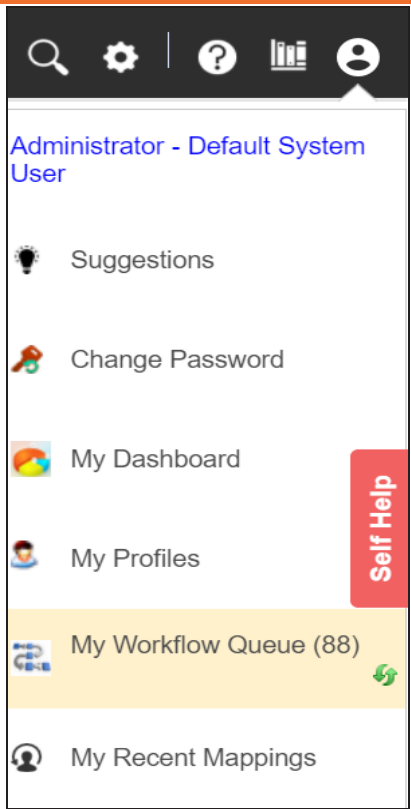 Administrator - Default System
User
Suggestions
Change Password
My Dashboard
Self Help
My Profiles
My Workflow Queue (88)
My Recent Mappings